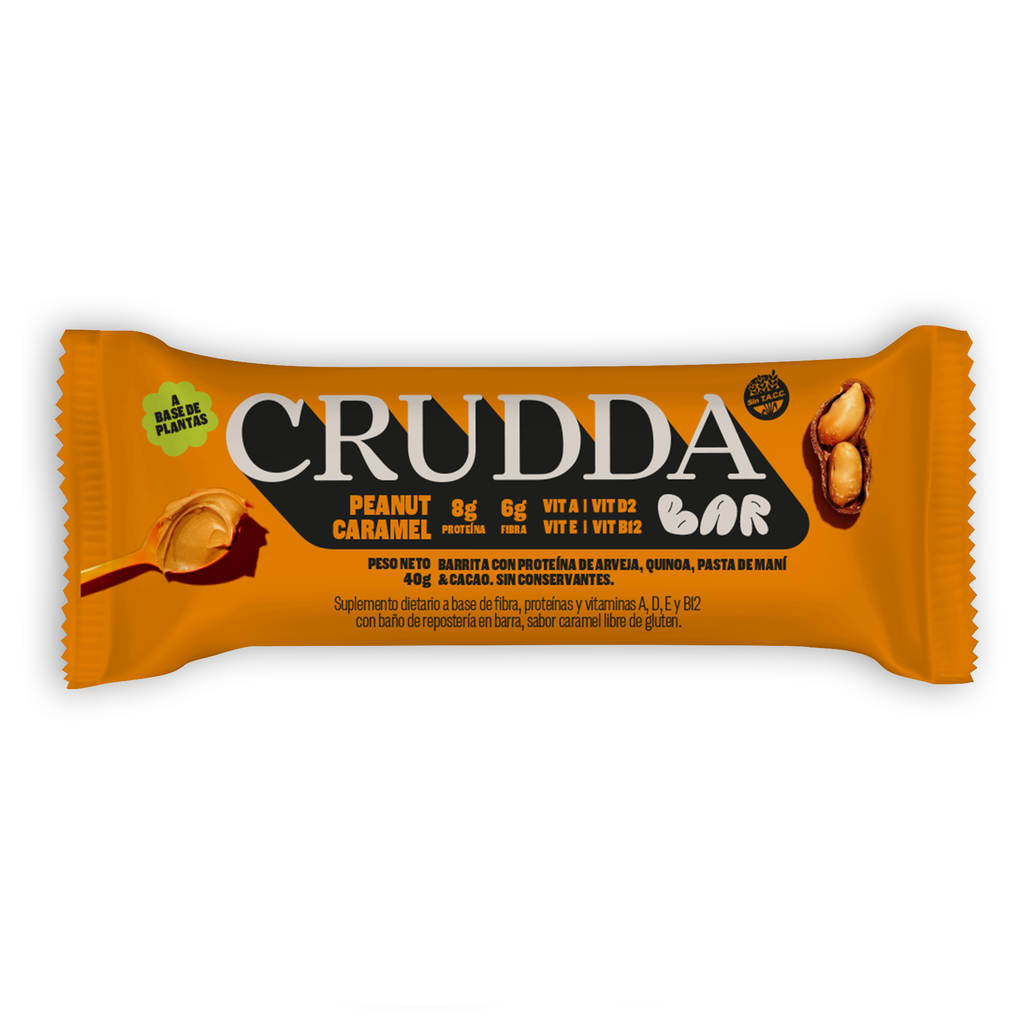 A
BASE DE
PLANTAS
CRUDDA
BAR
Sin T.A.C.C.
PEANUT
CARAMEL
8g
PROTEÍNA
6g
FIBRA
VIT A | VIT D2
VIT E | VIT B12
PESO NETO
40g
BARRITA CON PROTEÍNA DE ARVEJA, QUINOA, PASTA DE MANÍ
& CACAO. SIN CONSERVANTES.
Suplemento dietario a base de fibra, proteínas y vitaminas A, D, E y B12
con baño de repostería en barra, sabor caramel libre de gluten.